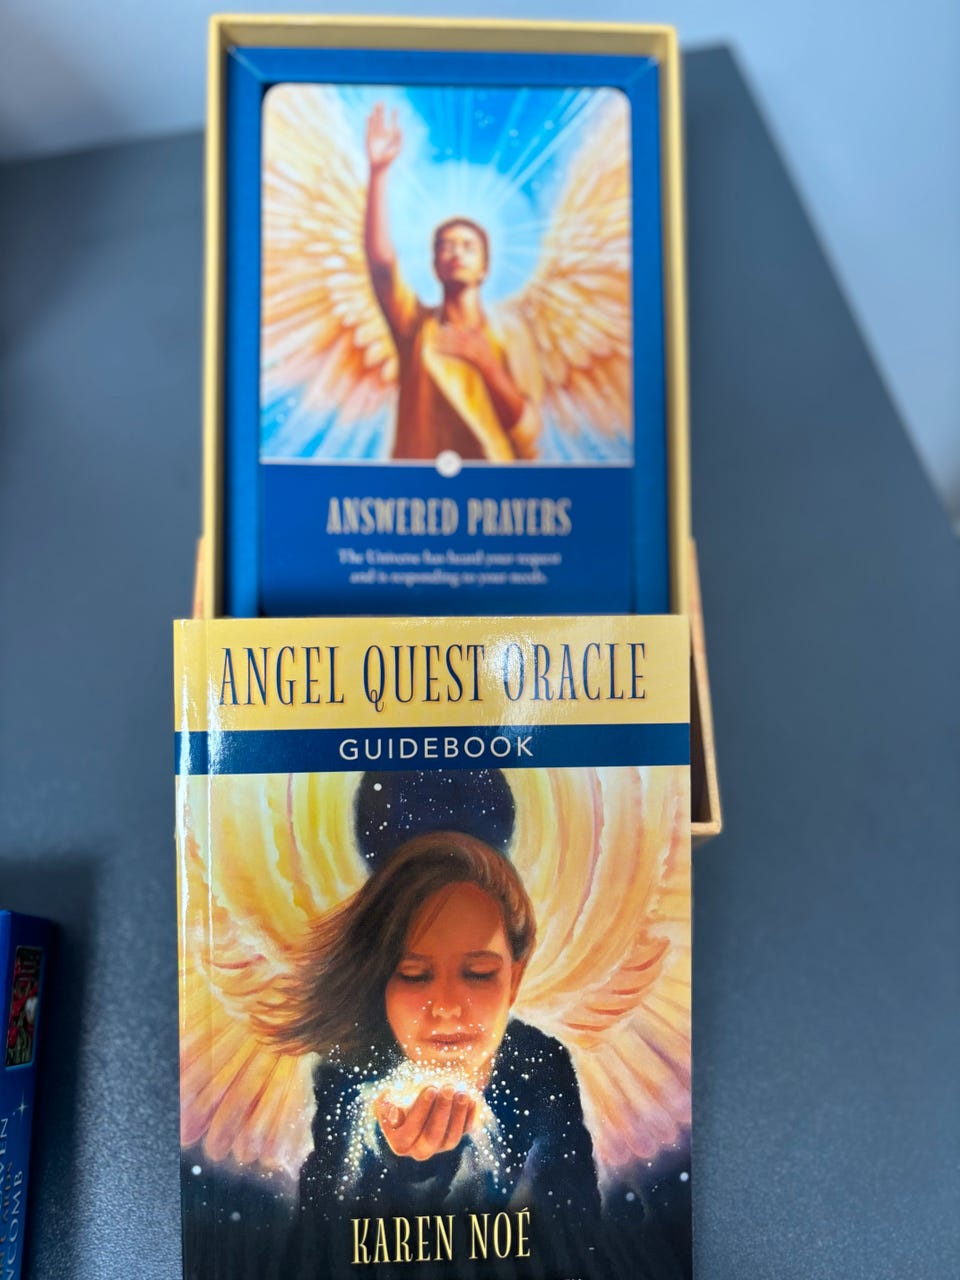 ANSWERED PRAYERS
The Universe has heard your request
and is responding to your needs.
ANGEL QUEST ORACLE
GUIDEBOOK
KAREN NOÉ